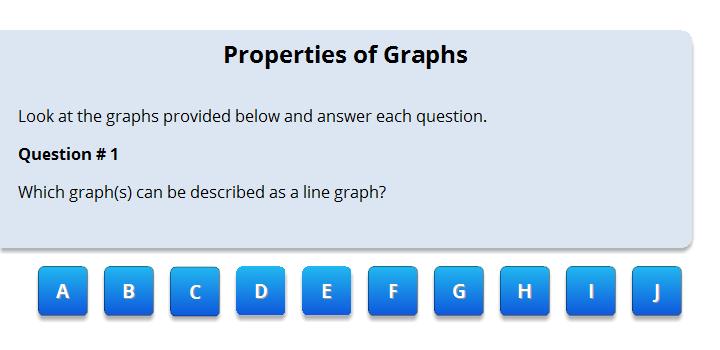 Properties of Graphs
Look at the graphs provided below and answer each question.
Question # 1
Which graph(s) can be described as a line graph?
A B C D E F G H I J